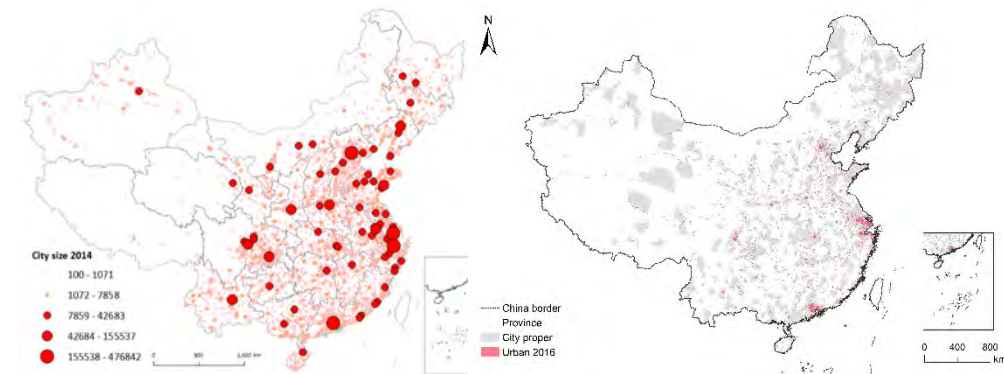 City size 2014
100 - 1071
1072 - 7858
7859 - 42683
42684 - 155537
155538 - 476842
0
500
1,000 km
N
China border
Province
City proper
Urban 2016
0 400 800
km